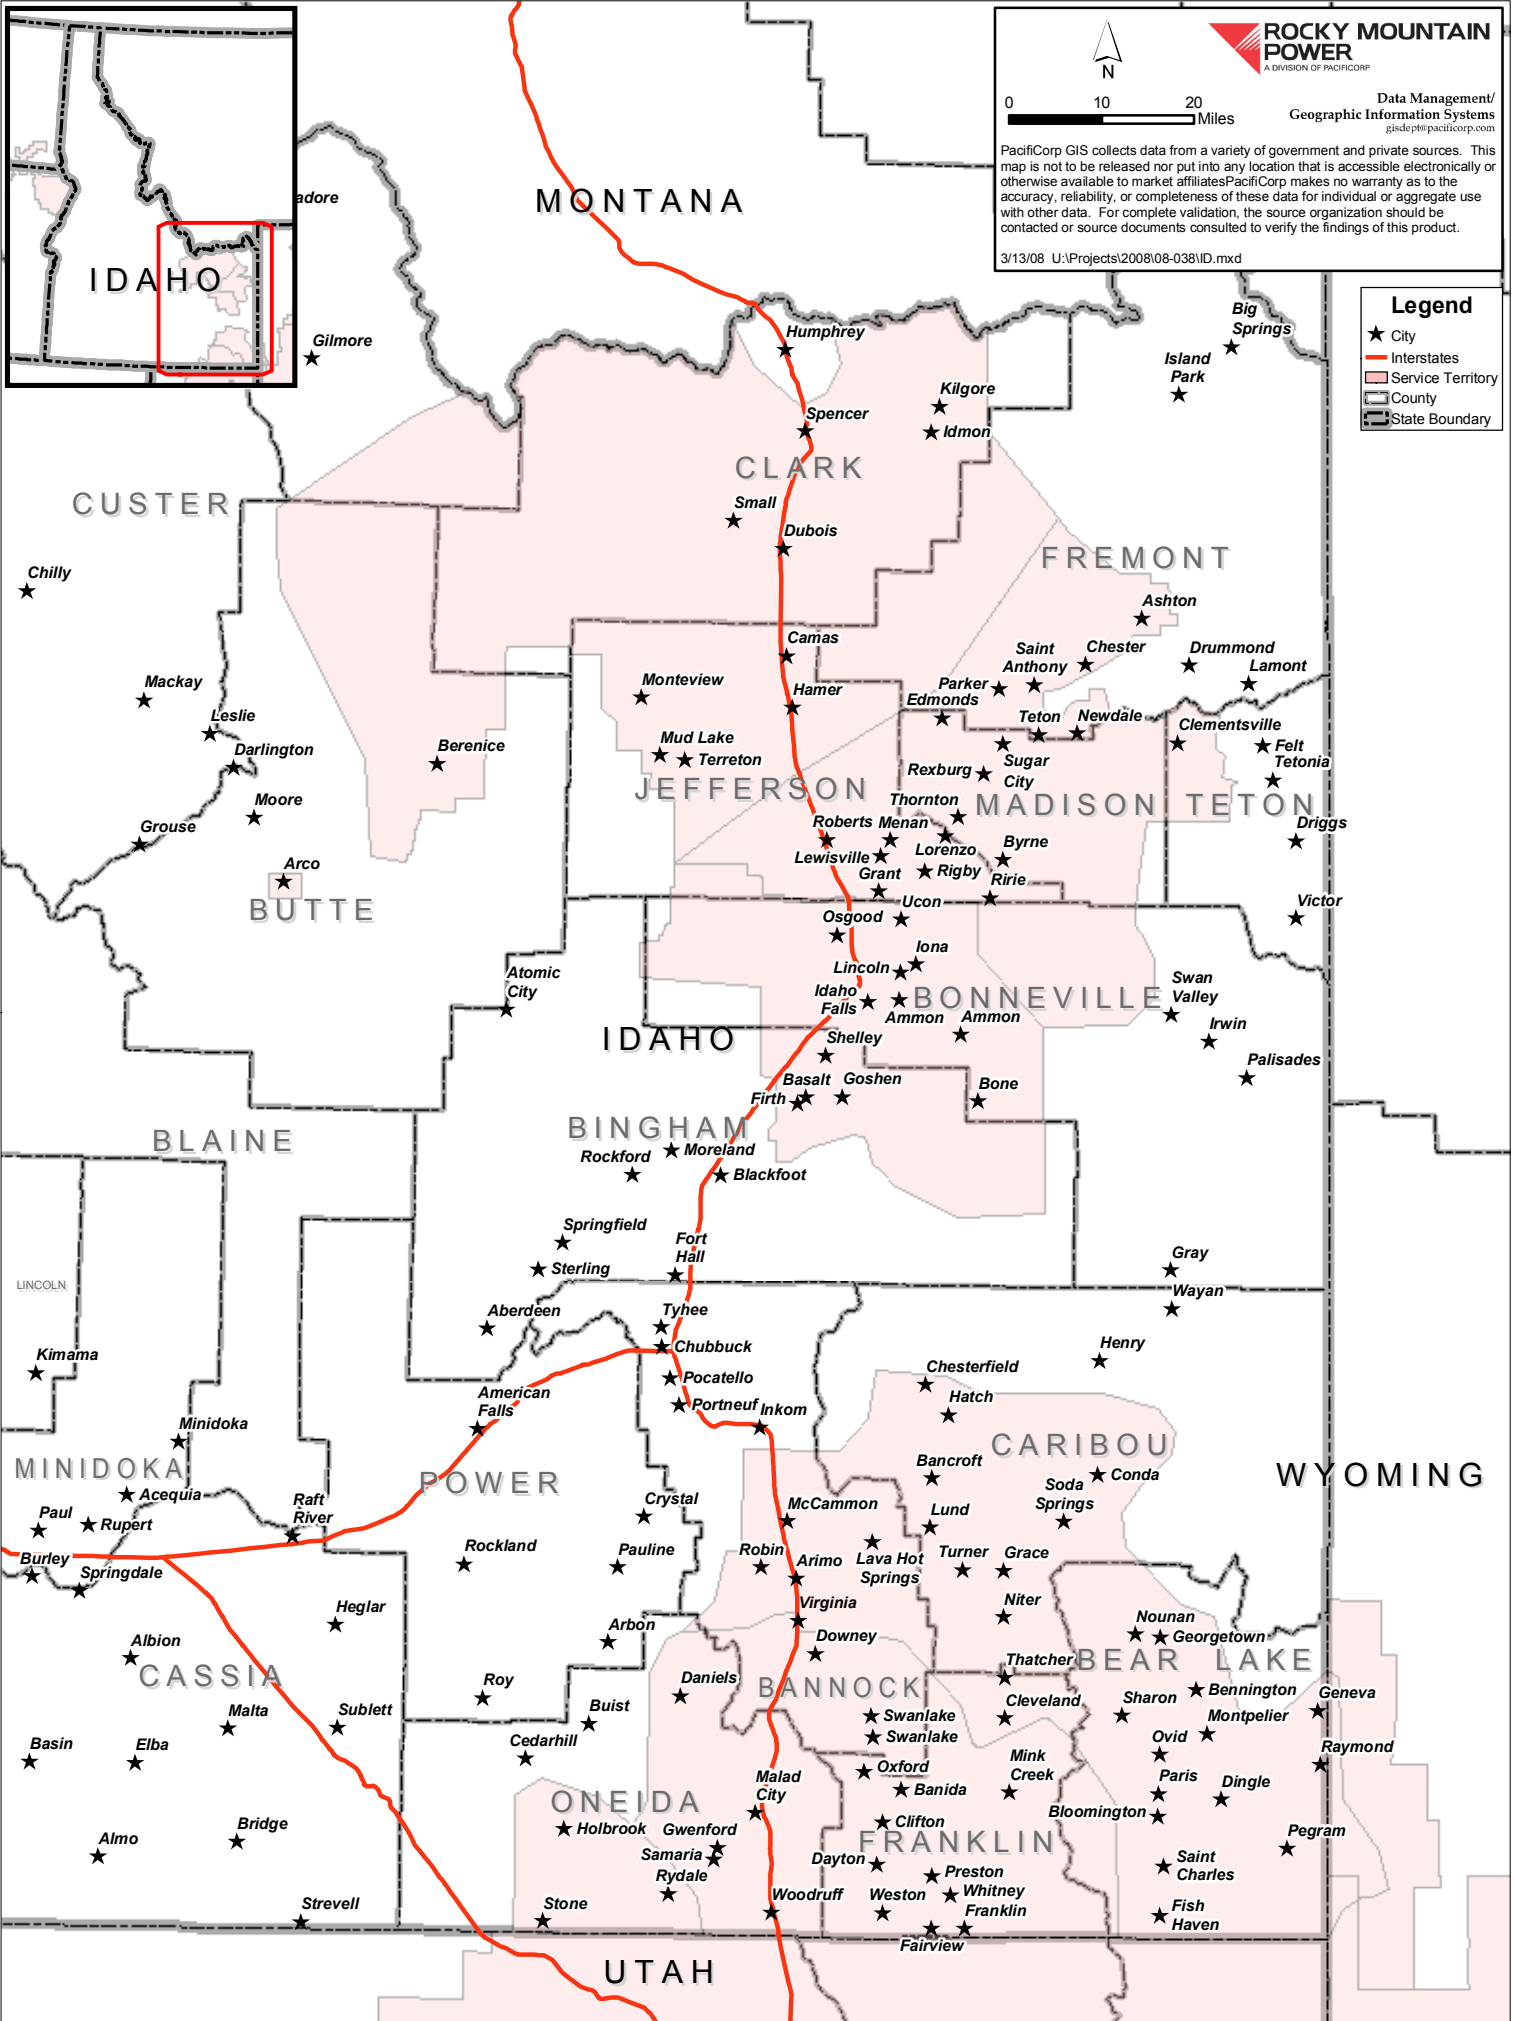 ROCKY MOUNTAIN
POWER
A DIVISION OF PACIFICORP
N
0 10 20
Miles
Data Management/
Geographic Information Systems
gisdept@pacificorp.com
PacifiCorp GIS collects data from a variety of government and private sources. This
map is not to be released nor put into any location that is accessible electronically or
otherwise available to market affiliatesPacifiCorp makes no warranty as to the
accuracy, reliability, or completeness of these data for individual or aggregate use
with other data. For complete validation, the source organization should be
contacted or source documents consulted to verify the findings of this product.
3/13/08 U:\Projects\2008\08-038\ID.mxd
Legend
City
Interstates
Service Territory
County
State Boundary
IDAHO
adore
MONTANA
Gilmore
Humphrey
Big
Springs
Island
Park
Kilgore
Spencer
Idmon
CLARK
CUSTER
Small
Dubois
FREMONT
Chilly
Ashton
Camas
Saint
Anthony
Chester
Drummond
Lamont
Mackay
Monteview
Hamer
Parker
Edmonds
Leslie
Teton
Newdale
Clementsville
Darlington
Berenice
Mud Lake
Terreton
Sugar
City
Felt
Tetonia
Rexburg
JEFFERSON
MADISON
TETON
Moore
Thornton
Grouse
Roberts
Menan
Driggs
Lorenzo
Byrne
Lewisville
Arco
Grant
Rigby
Ririe
BUTTE
Ucon
Victor
Osgood
Iona
Lincoln
Atomic
City
Swan
Valley
Idaho
Falls
BONNEVILLE
Ammon
Ammon
Irwin
IDAHO
Shelley
Palisades
Basalt
Goshen
Bone
Firth
BINGHAM
BLAINE
Moreland
Rockford
Blackfoot
Springfield
Fort
Hall
Gray
Sterling
LINCOLN
Wayan
Aberdeen
Tyhee
Chubbuck
Henry
Kimama
Chesterfield
Pocatello
American
Falls
Hatch
Portneuf
Inkom
Minidoka
CARIBOU
MINIDOKA
Bancroft
Conda
WYOMING
POWER
Soda
Springs
Acequia
Raft
River
Crystal
McCammon
Lund
Paul
Rupert
Rockland
Pauline
Robin
Arimo
Lava Hot
Springs
Turner
Grace
Burley
Springdale
Heglar
Virginia
Niter
Nounan
Georgetown
Arbon
Downey
Albion
CASSIA
Thatcher
BEAR LAKE
Roy
Daniels
BANNOCK
Bennington
Geneva
Malta
Sublett
Buist
Swanlake
Cleveland
Sharon
Montpelier
Swanlake
Basin
Elba
Cedarhill
Ovid
Raymond
Oxford
Mink
Creek
Malad
City
Banida
Paris
Dingle
ONEIDA
Bloomington
Holbrook
Clifton
Gwenford
FRANKLIN
Almo
Bridge
Samaria
Dayton
Pegram
Rydale
Preston
Saint
Charles
Strevell
Stone
Woodruff
Weston
Whitney
Franklin
Fish
Haven
Fairview
UTAH